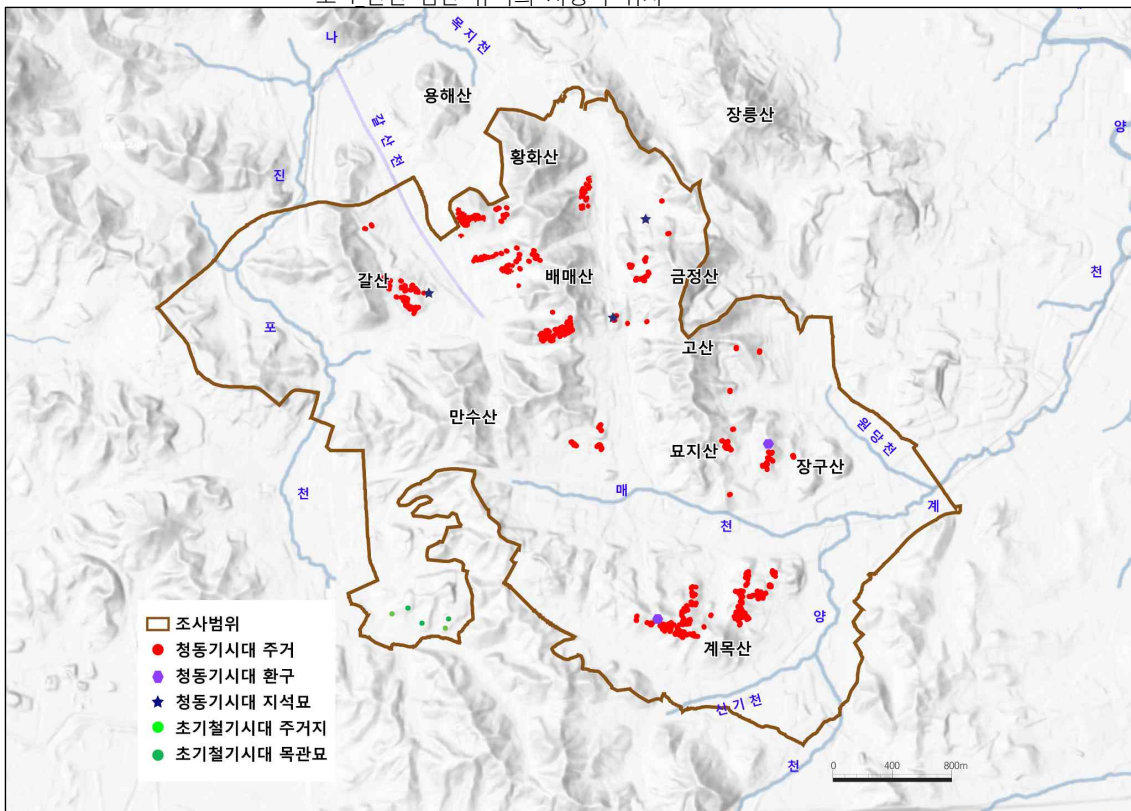 나
목지천
용해산
장릉산
갈산천
양
황화산
진
천
갈산
배매산
금정산
포
고산
만수산
원당천
묘지산
장구산
매
천
계
천
양
계목산
신기천
천
조사범위
청동기시대 주거
청동기시대 환구
청동기시대 지석묘
초기철기시대 주거지
초기철기시대 목관묘
0 400 800m